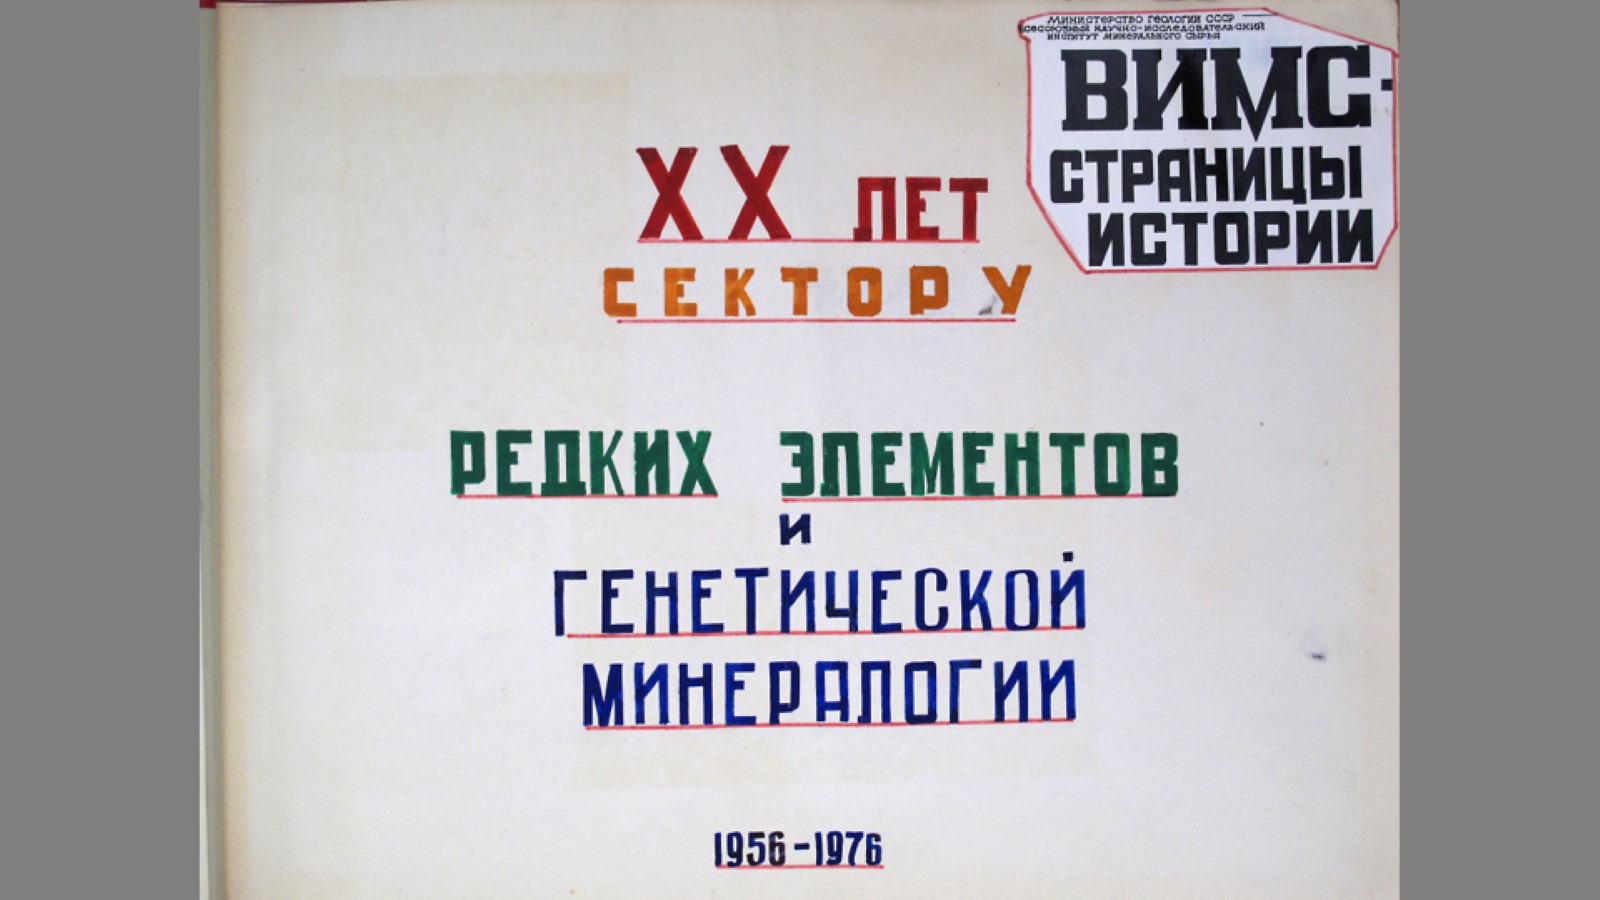 МИНИСТЕРСТВО ГЕОЛОГИИ СССР
ВСЕСОЮЗНЫЙ НАУЧНО-ИССЛЕДОВАТЕЛЬСКИЙ
ИНСТИТУТ МИНЕРАЛЬНОГО СЫРЬЯ
ВИМС-
СТРАНИЦЫ
ИСТОРИИ
XX ЛЕТ
СЕКТОРУ
РЕДКИХ ЭЛЕМЕНТОВ
И
ГЕНЕТИЧЕСКОЙ
МИНЕРАЛОГИИ
1956-1976